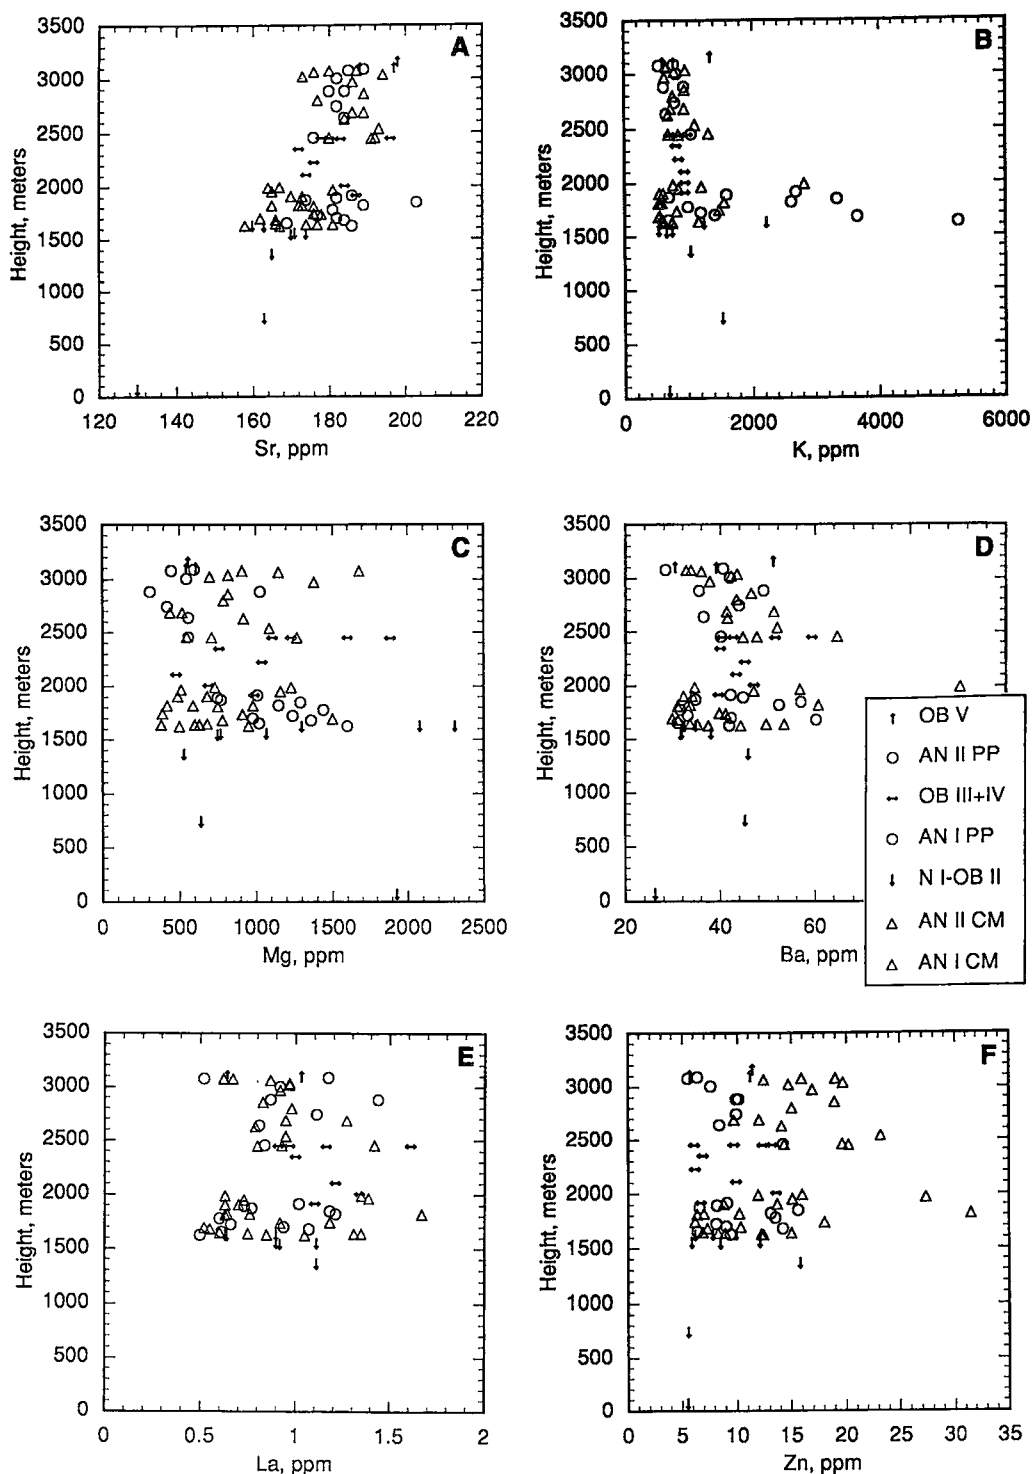 A
3500
3000
2500
2000
1500
1000
500
0
Height, meters
120 140 160 180 200 220
Sr, ppm
B
3500
3000
2500
2000
1500
1000
500
0
Height, meters
0 2000 4000 6000
K, ppm
C
3500
3000
2500
2000
1500
1000
500
0
Height, meters
0 500 1000 1500 2000 2500
Mg, ppm
D
3500
3000
2500
2000
1500
1000
500
0
Height, meters
20 40 60
Ba, ppm
OB V
AN II PP
OB III+IV
AN I PP
N I-OB II
AN II CM
AN I CM
E
3500
3000
2500
2000
1500
1000
500
0
Height, meters
0 0.5 1 1.5 2
La, ppm
F
3500
3000
2500
2000
1500
1000
500
0
Height, meters
0 5 10 15 20 25 30 35
Zn, ppm